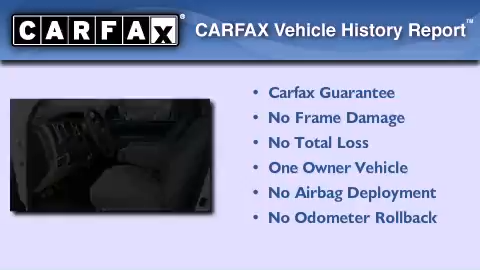 CARFAX® CARFAX Vehicle History Report™
• Carfax Guarantee
• No Frame Damage
• No Total Loss
• One Owner Vehicle
• No Airbag Deployment
• No Odometer Rollback